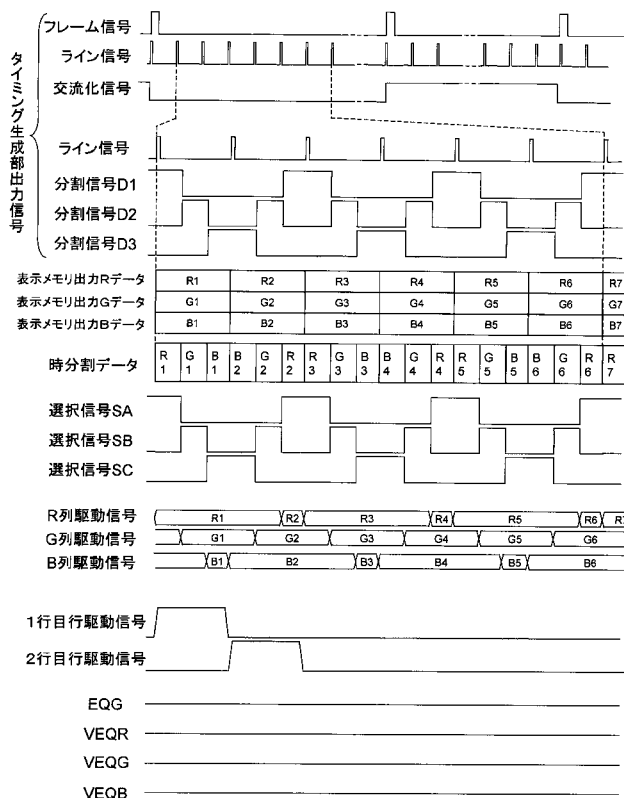 タイミング生成部出力信号
フレーム信号
ライン信号
交流化信号
ライン信号
分割信号D1
分割信号D2
分割信号D3
表示メモリ出力Rデータ R1 R2 R3 R4 R5 R6 R7
表示メモリ出力Gデータ G1 G2 G3 G4 G5 G6 G7
表示メモリ出力Bデータ B1 B2 B3 B4 B5 B6 B7
時分割データ R1 G1 B1 B2 G2 R2 R3 G3 B3 B4 G4 R4 R5 G5 B5 B6 G6 R6 R7
選択信号SA
選択信号SB
選択信号SC
R列駆動信号 R1 R2 R3 R4 R5 R6 R7
G列駆動信号 G1 G2 G3 G4 G5 G6
B列駆動信号 B1 B2 B3 B4 B5 B6
1行目行駆動信号
2行目行駆動信号
EQG
VEQR
VEQG
VEQB